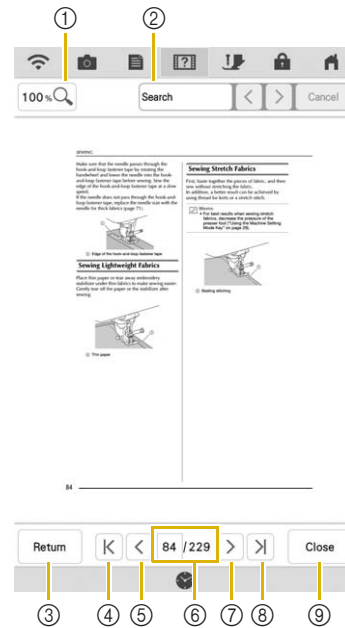 ① ②
100 % Search < > Cancel
SEWING
Make sure that the needle passes through the
hook-and-loop fastener tape by rotating the
handwheel and lower the needle into the hook-
and-loop fastener tape before sewing. Sew the
edge of the hook-and-loop fastener tape at a slow
speed.
If the needle does not pass through the hook-and-
loop fastener, replace the needle size with the
needle for thick fabrics (page 71).
① Edge of the hook-and-loop fastener tape
Sewing Lightweight Fabrics
Place thin paper or tear away embroidery
stabilizer under thin fabrics to make sewing easier.
Gently tear off the paper or the stabilizer after
sewing.
① Thin paper
Sewing Stretch Fabrics
First, baste together the pieces of fabric, and then
sew without stretching the fabric.
In addition, a better result can be achieved by
using thread for knits or a stretch stitch.
Memo
• For best results when sewing stretch
fabrics, decrease the pressure of the
presser foot ("Using the Machine Setting
Mode Key" on page 29).
① Basting stitching
84
Return 84 / 229 Close
③ ④ ⑤ ⑥ ⑦ ⑧ ⑨